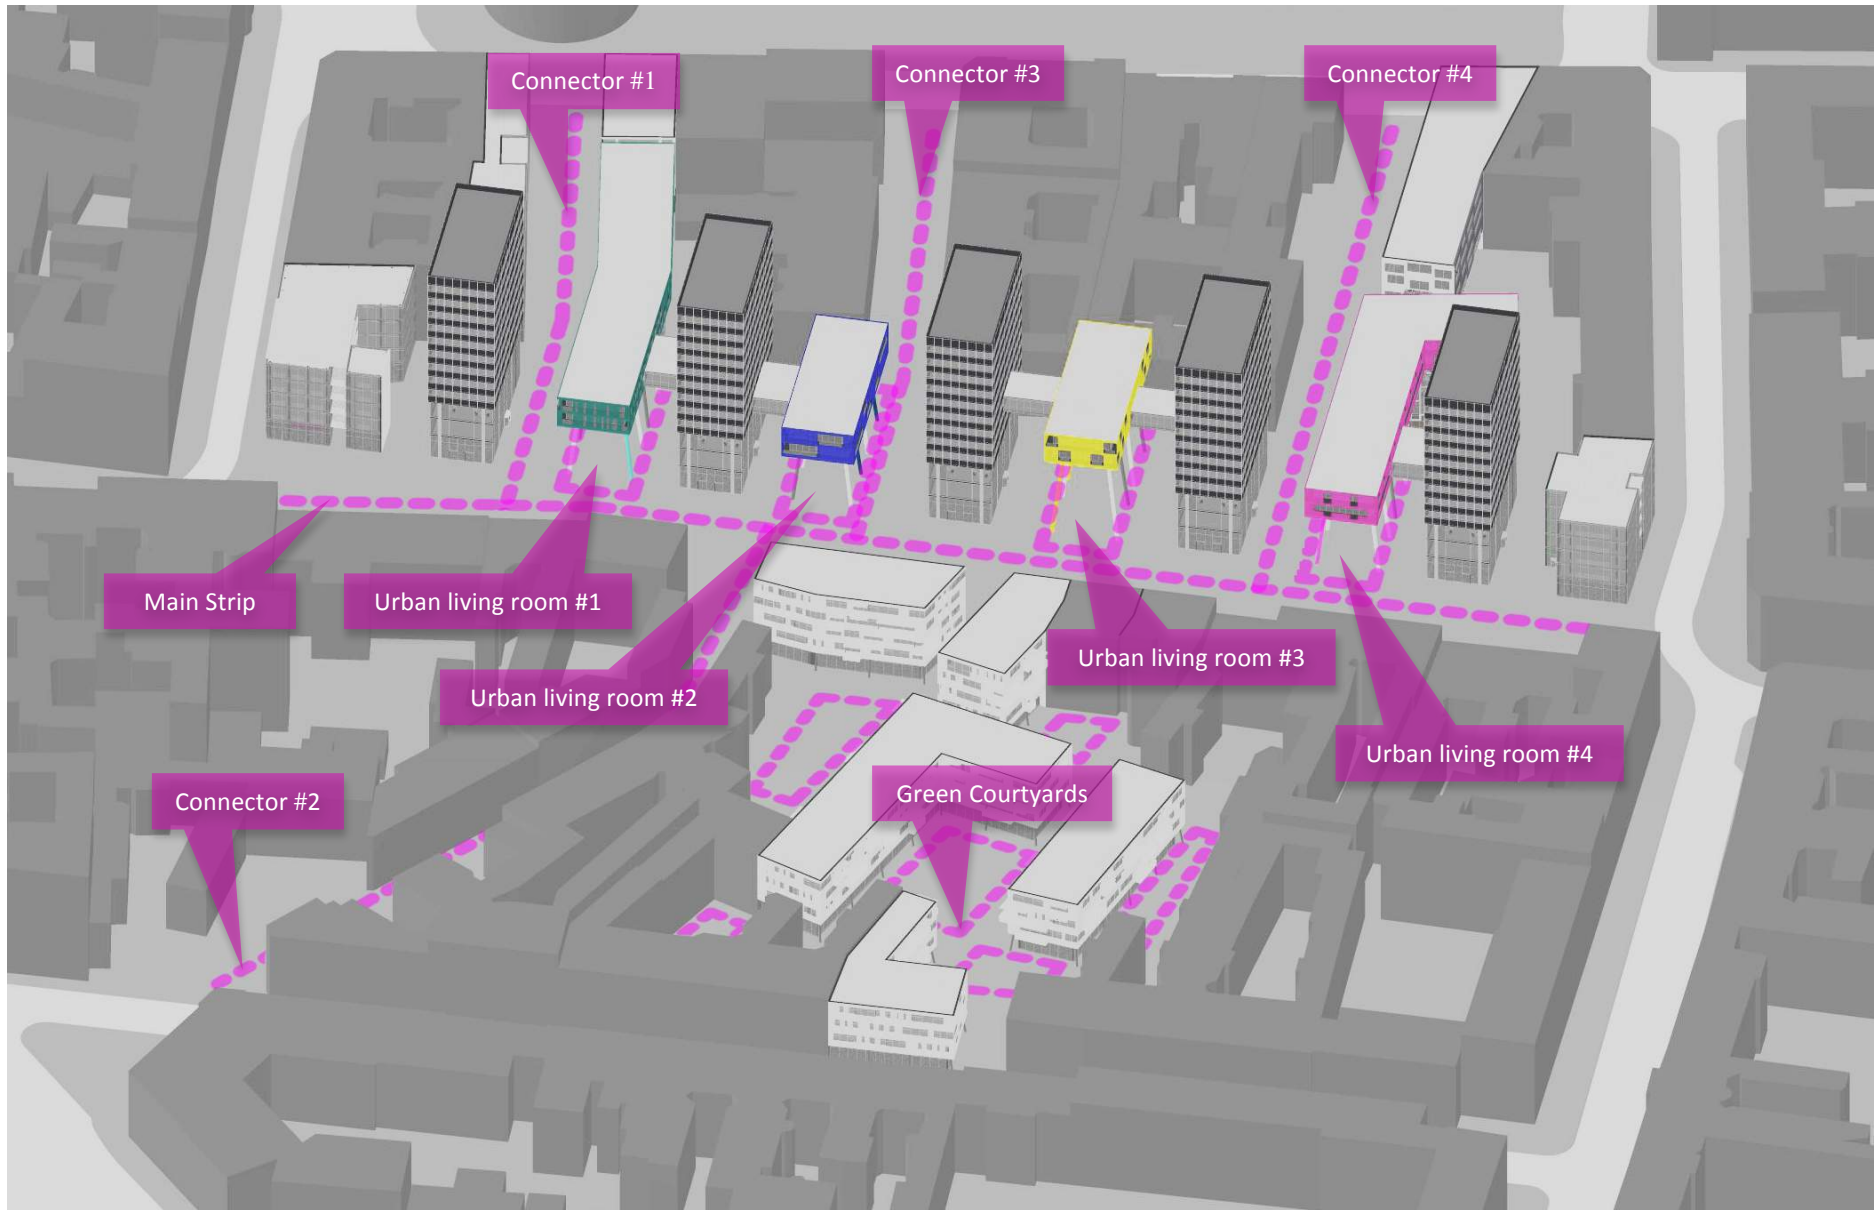 Connector #1
Connector #3
Connector #4
Main Strip
Urban living room #1
Urban living room #2
Urban living room #3
Urban living room #4
Connector #2
Green Courtyards